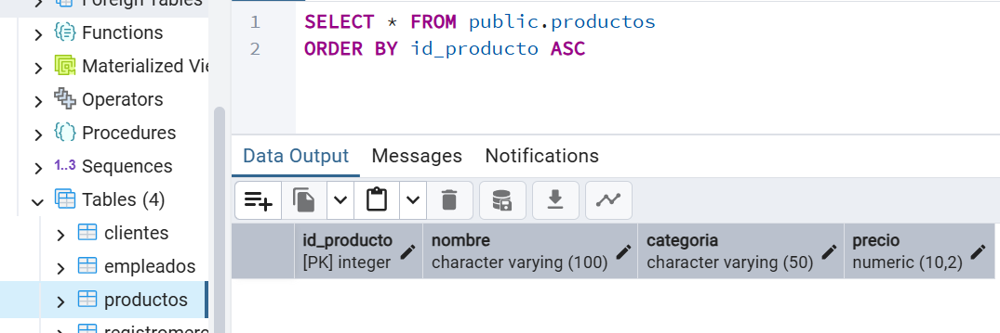 Foreign Tables
Functions
Materialized Vie
Operators
Procedures
1..3 Sequences
Tables (4)
clientes
empleados
productos
registromerc
1 SELECT * FROM public.productos
2 ORDER BY id_producto ASC
Data Output Messages Notifications
id_producto nombre categoria precio
[PK] integer character varying (100) character varying (50) numeric (10,2)